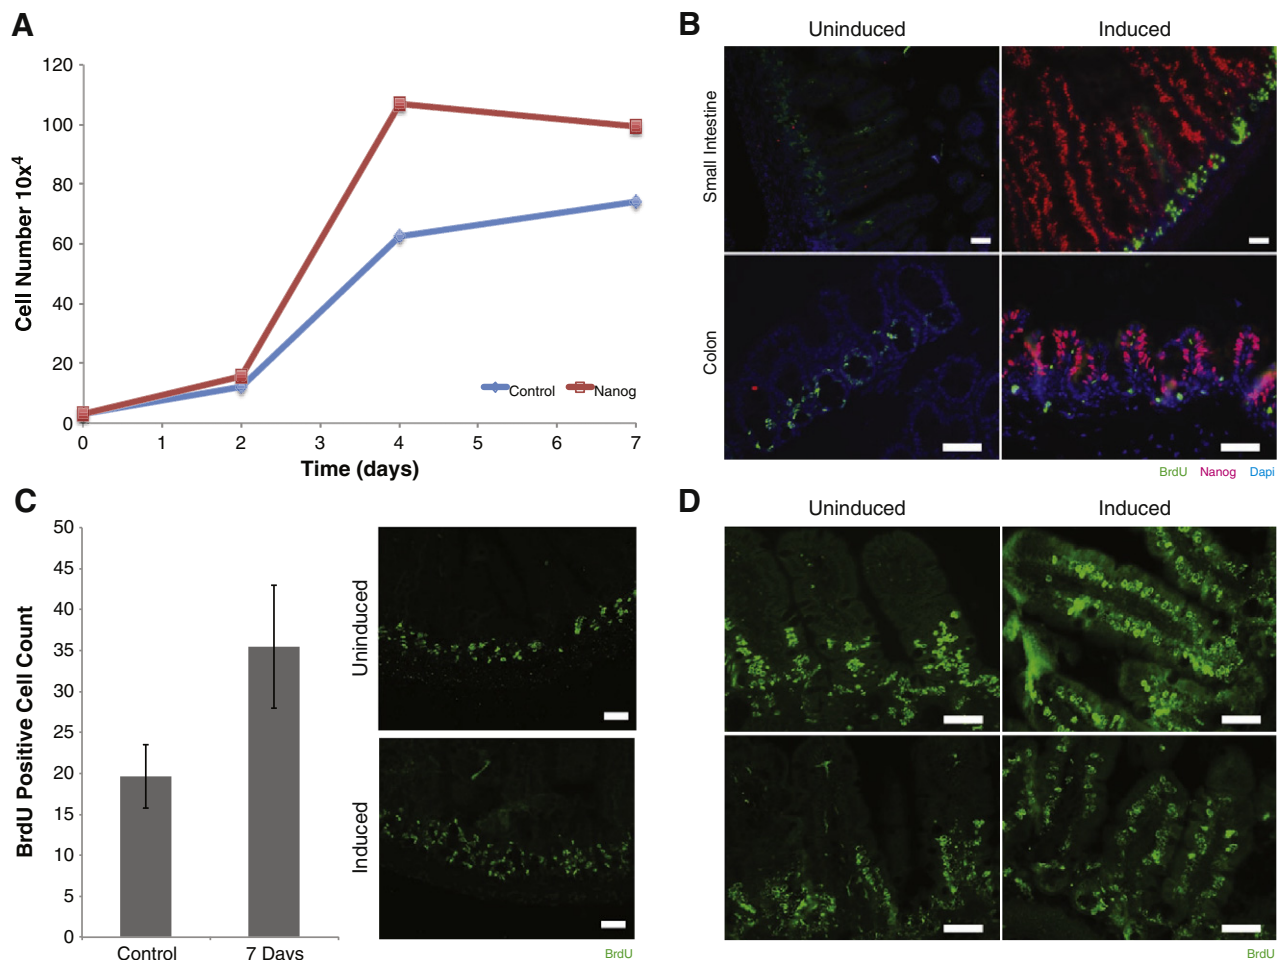 A
120
100
80
60
40
20
0
Cell Number 10x⁴
0 1 2 3 4 5 6 7
Time (days)
Control Nanog
B
Uninduced Induced
Small Intestine
Colon
BrdU Nanog Dapi
C
50
45
40
35
30
25
20
15
10
5
0
BrdU Positive Cell Count
Control 7 Days
Uninduced
Induced
BrdU
D
Uninduced Induced
BrdU